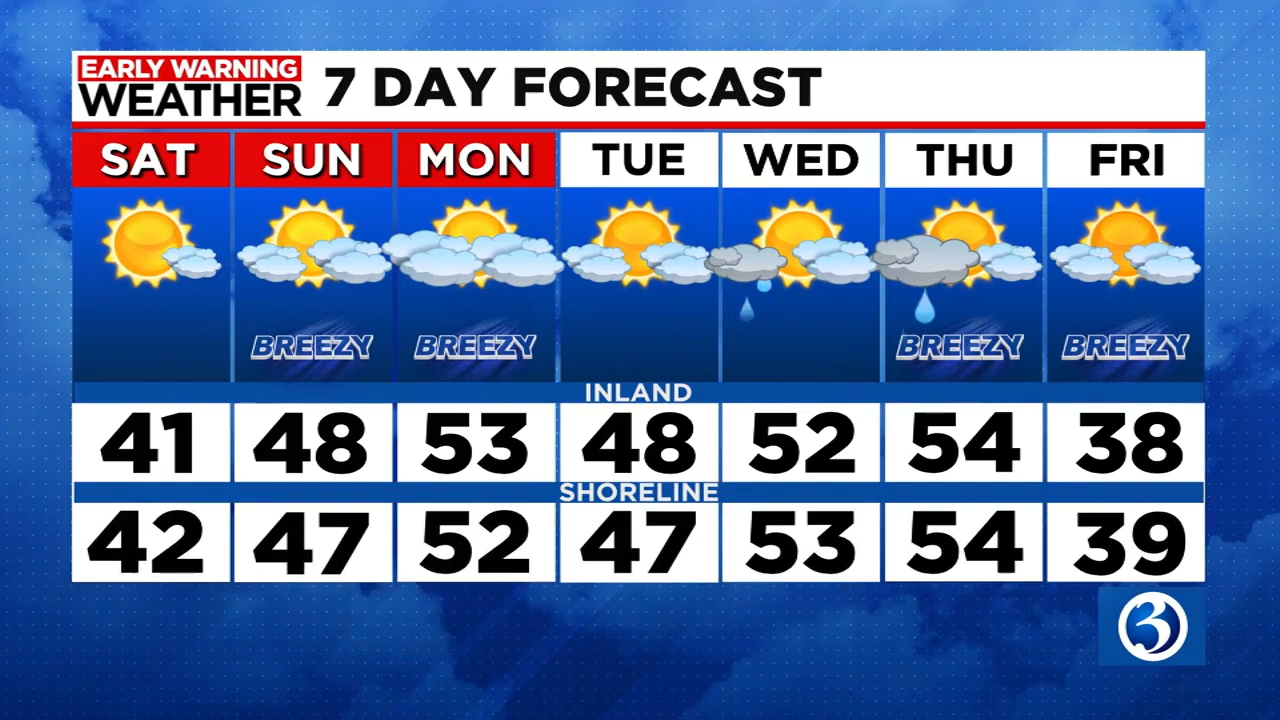 EARLY WARNING
WEATHER
7 DAY FORECAST
SAT SUN MON TUE WED THU FRI
BREEZY BREEZY BREEZY BREEZY
INLAND
41 48 53 48 52 54 38
SHORELINE
42 47 52 47 53 54 39
3